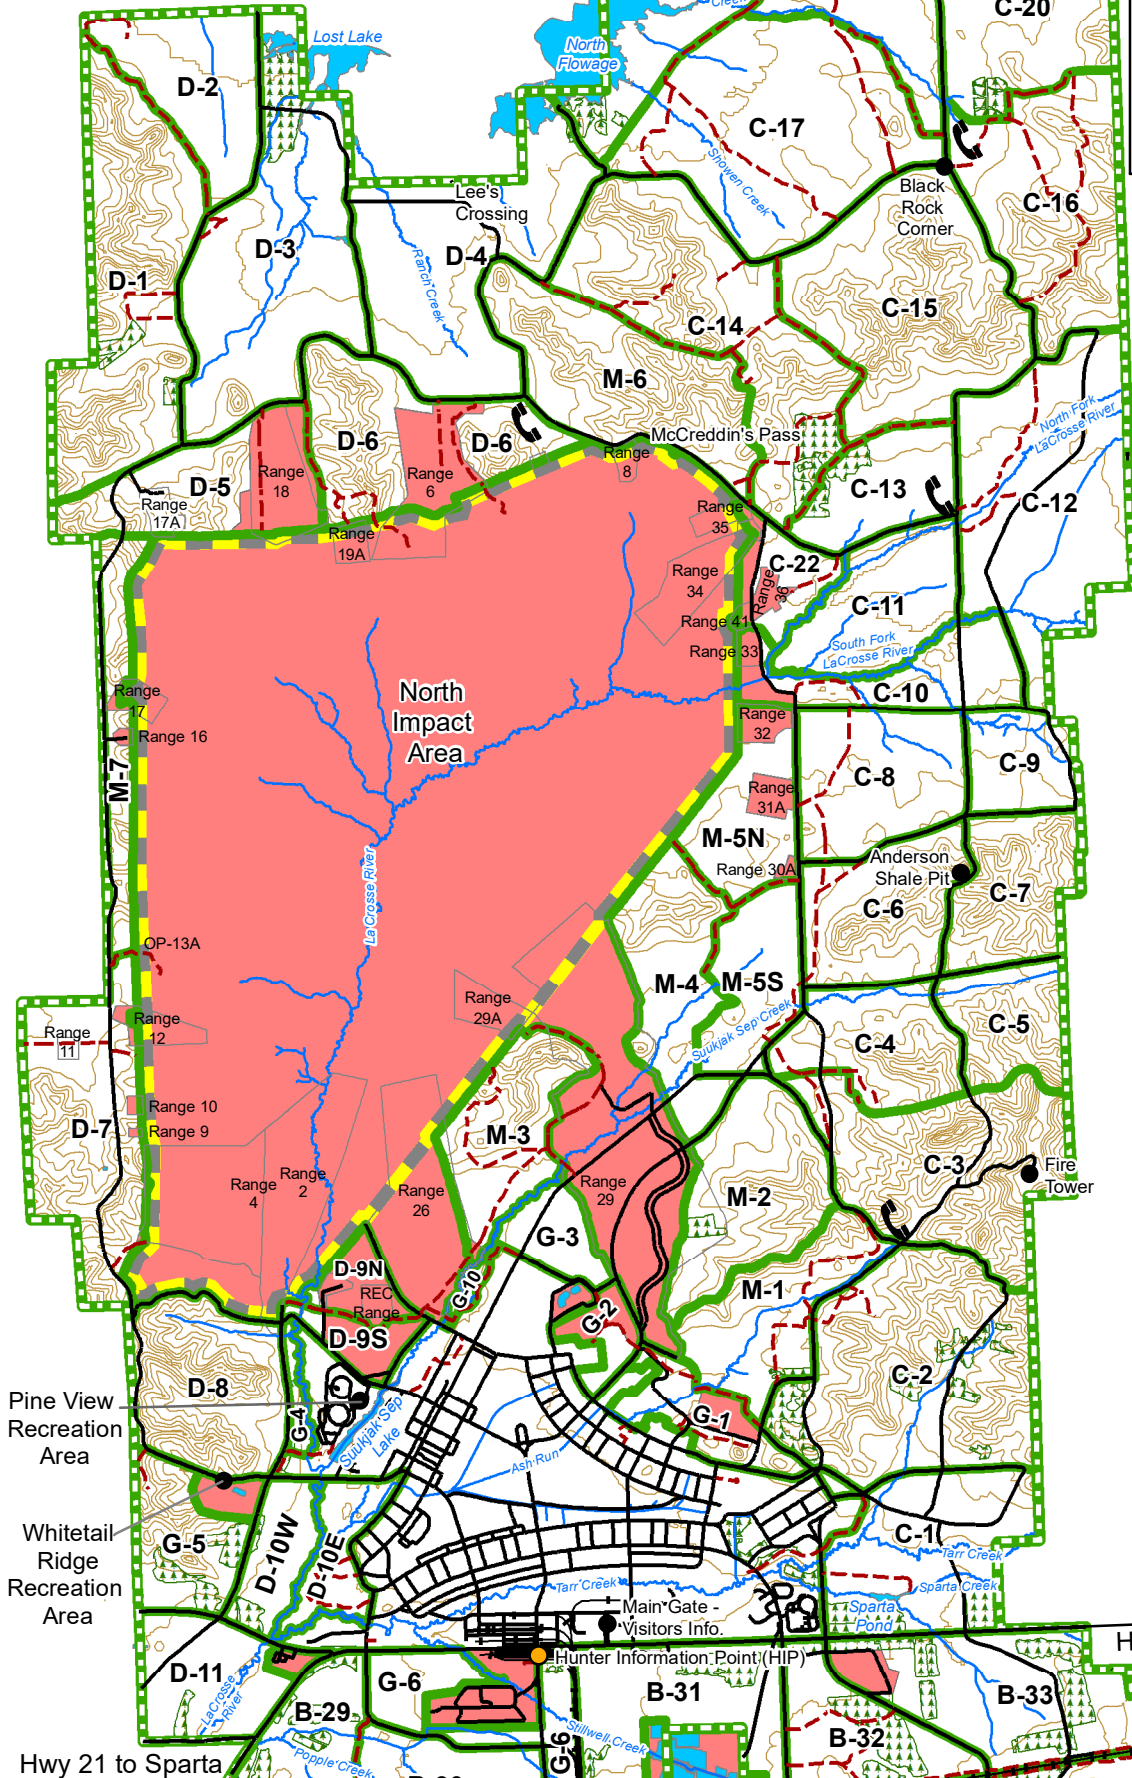 Creek
C-20
Lost Lake
North
Flowage
D-2
C-17
Showen Creek
Black
Rock
Corner
C-16
Lee's
Crossing
D-3
D-4
Ranch Creek
D-1
C-15
C-14
M-6
North Fork
LaCrosse River
McCreddin's Pass
D-6
D-6
Range
8
Range
18
Range
6
D-5
Range
17A
C-13
C-12
Range
35
Range
19A
C-22
Range
34
Range
36
C-11
Range 41
South Fork
LaCrosse River
Range 33
C-10
Range
17
North
Impact
Area
Range
32
Range 16
M-7
C-8
C-9
Range
31A
M-5N
Range 30A
Anderson
Shale Pit
C-7
C-6
La Crosse River
OP-13A
M-4
M-5S
Range
29A
Suukjak Sep Creek
Range
12
Range
11
C-5
C-4
Range 10
Range 9
D-7
M-3
C-3
Fire
Tower
Range
2
Range
4
Range
26
Range
29
M-2
G-3
D-9N
G-10
REC
Range
M-1
G-2
D-9S
C-2
D-8
Pine View
Recreation
Area
G-4
Suukjak Sep
Lake
G-1
Ash Run
Whitetail
Ridge
Recreation
Area
G-5
D-10W
D-10E
C-1
Tarr Creek
Tarr Creek
Sparta Creek
Sparta
Pond
Main Gate -
Visitors Info.
H
Hunter Information Point (HIP)
D-11
G-6
B-31
B-33
LaCrosse
River
B-29
B-32
Stillwell Creek
G-6
Popple Creek
Hwy 21 to Sparta